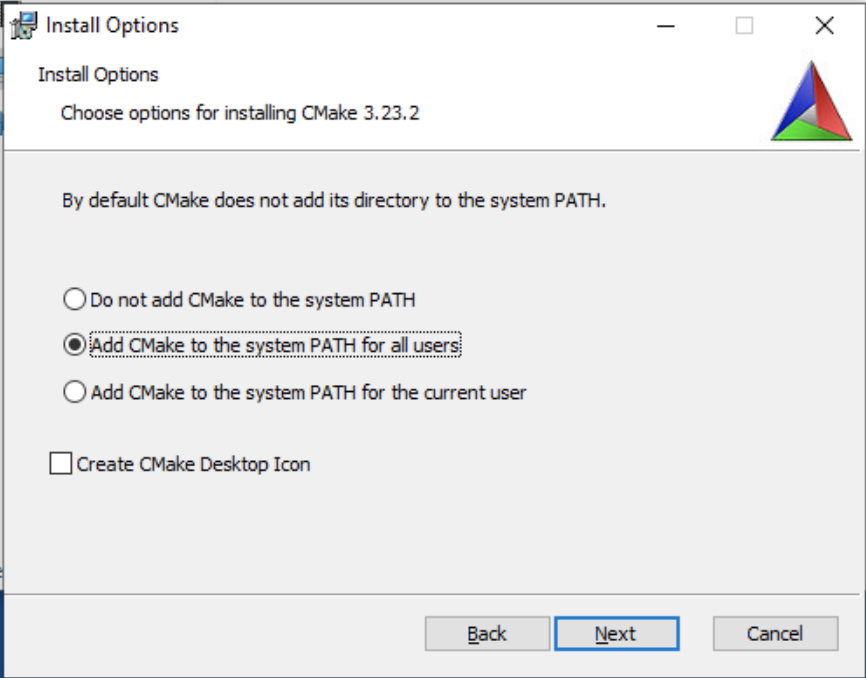 Install Options
Install Options
Choose options for installing CMake 3.23.2
By default CMake does not add its directory to the system PATH.
Do not add CMake to the system PATH
Add CMake to the system PATH for all users
Add CMake to the system PATH for the current user
Create CMake Desktop Icon
Back
Next
Cancel